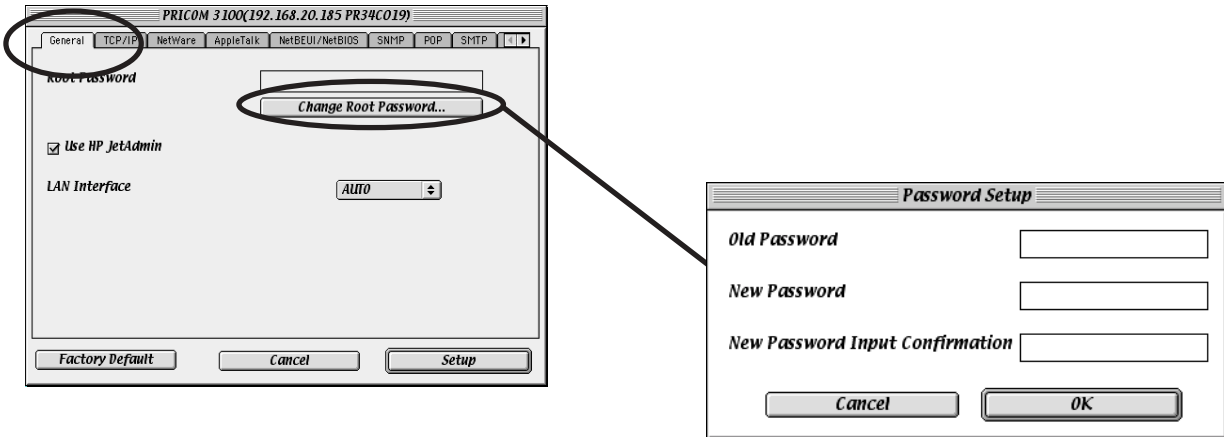 PRICOM 3100(192.168.20.185 PR34C019)
General TCP/IP NetWare AppleTalk NetBEUI/NetBIOS SNMP POP SMTP
Root Password
Change Root Password...
Use HP JetAdmin
LAN Interface AUTO
Factory Default Cancel Setup
Password Setup
Old Password
New Password
New Password Input Confirmation
Cancel OK